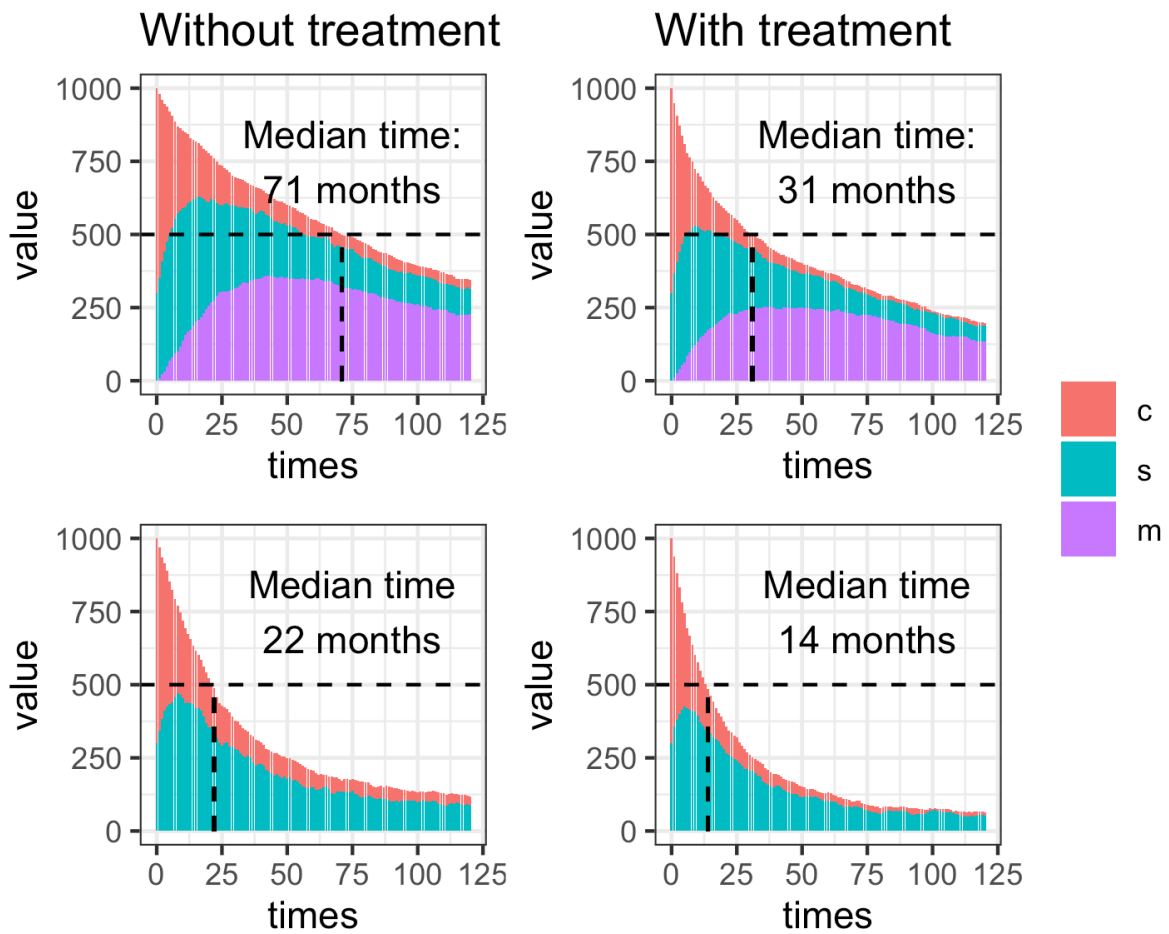 Without treatment
With treatment
1000
750
500
250
0
value
Median time:
71 months
0 25 50 75 100 125
times
1000
750
500
250
0
value
Median time:
31 months
0 25 50 75 100 125
times
1000
750
500
250
0
value
Median time
22 months
0 25 50 75 100 125
times
1000
750
500
250
0
value
Median time
14 months
0 25 50 75 100 125
times
c
s
m